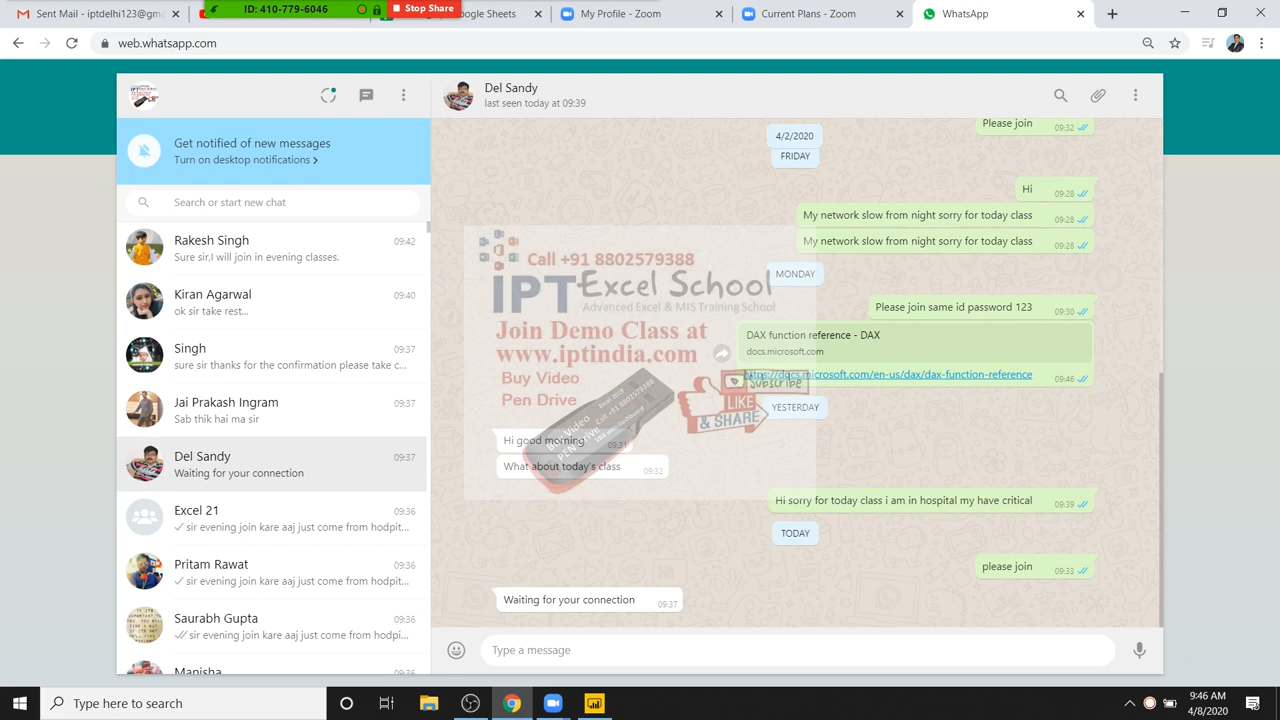 Sent Mail - iptdelhi123@gma
ID: 410-779-6046
Stop Share
gle Sheets
My Profile - Zoom
Current Plans - Zoom
WhatsApp
web.whatsapp.com
Get notified of new messages
Turn on desktop notifications
Search or start new chat
Rakesh Singh 09:42
Sure sir,I will join in evening classes.
Kiran Agarwal 09:40
ok sir take rest...
Singh 09:37
sure sir thanks for the confirmation please take c...
Jai Prakash Ingram 09:37
Sab thik hai ma sir
Del Sandy 09:37
Waiting for your connection
Excel 21 09:36
sir evening join kare aaj just come from hodpit...
Pritam Rawat 09:36
sir evening join kare aaj just come from hodpit...
Saurabh Gupta 09:36
sir evening join kare aaj just come from hodpi...
Manisha 09:36
Del Sandy
last seen today at 09:39
Please join 09:32
4/2/2020
FRIDAY
Hi 09:28
My network slow from night sorry for today class 09:28
My network slow from night sorry for today class 09:28
MONDAY
Please join same id password 123 09:30
DAX function reference - DAX
docs.microsoft.com
https://docs.microsoft.com/en-us/dax/dax-function-reference 09:46
YESTERDAY
Hi good morning 09:31
What about today's class 09:32
Hi sorry for today class i am in hospital my have critical 09:39
TODAY
please join 09:33
Waiting for your connection 09:37
Type a message
Call +91 8802579388
IPT Excel School
Advanced Excel & MIS Training School
Join Demo Class at
www.iptindia.com
Buy Video
Pen Drive
Subscribe
LIKE
& SHARE
Type here to search
9:46 AM
4/8/2020